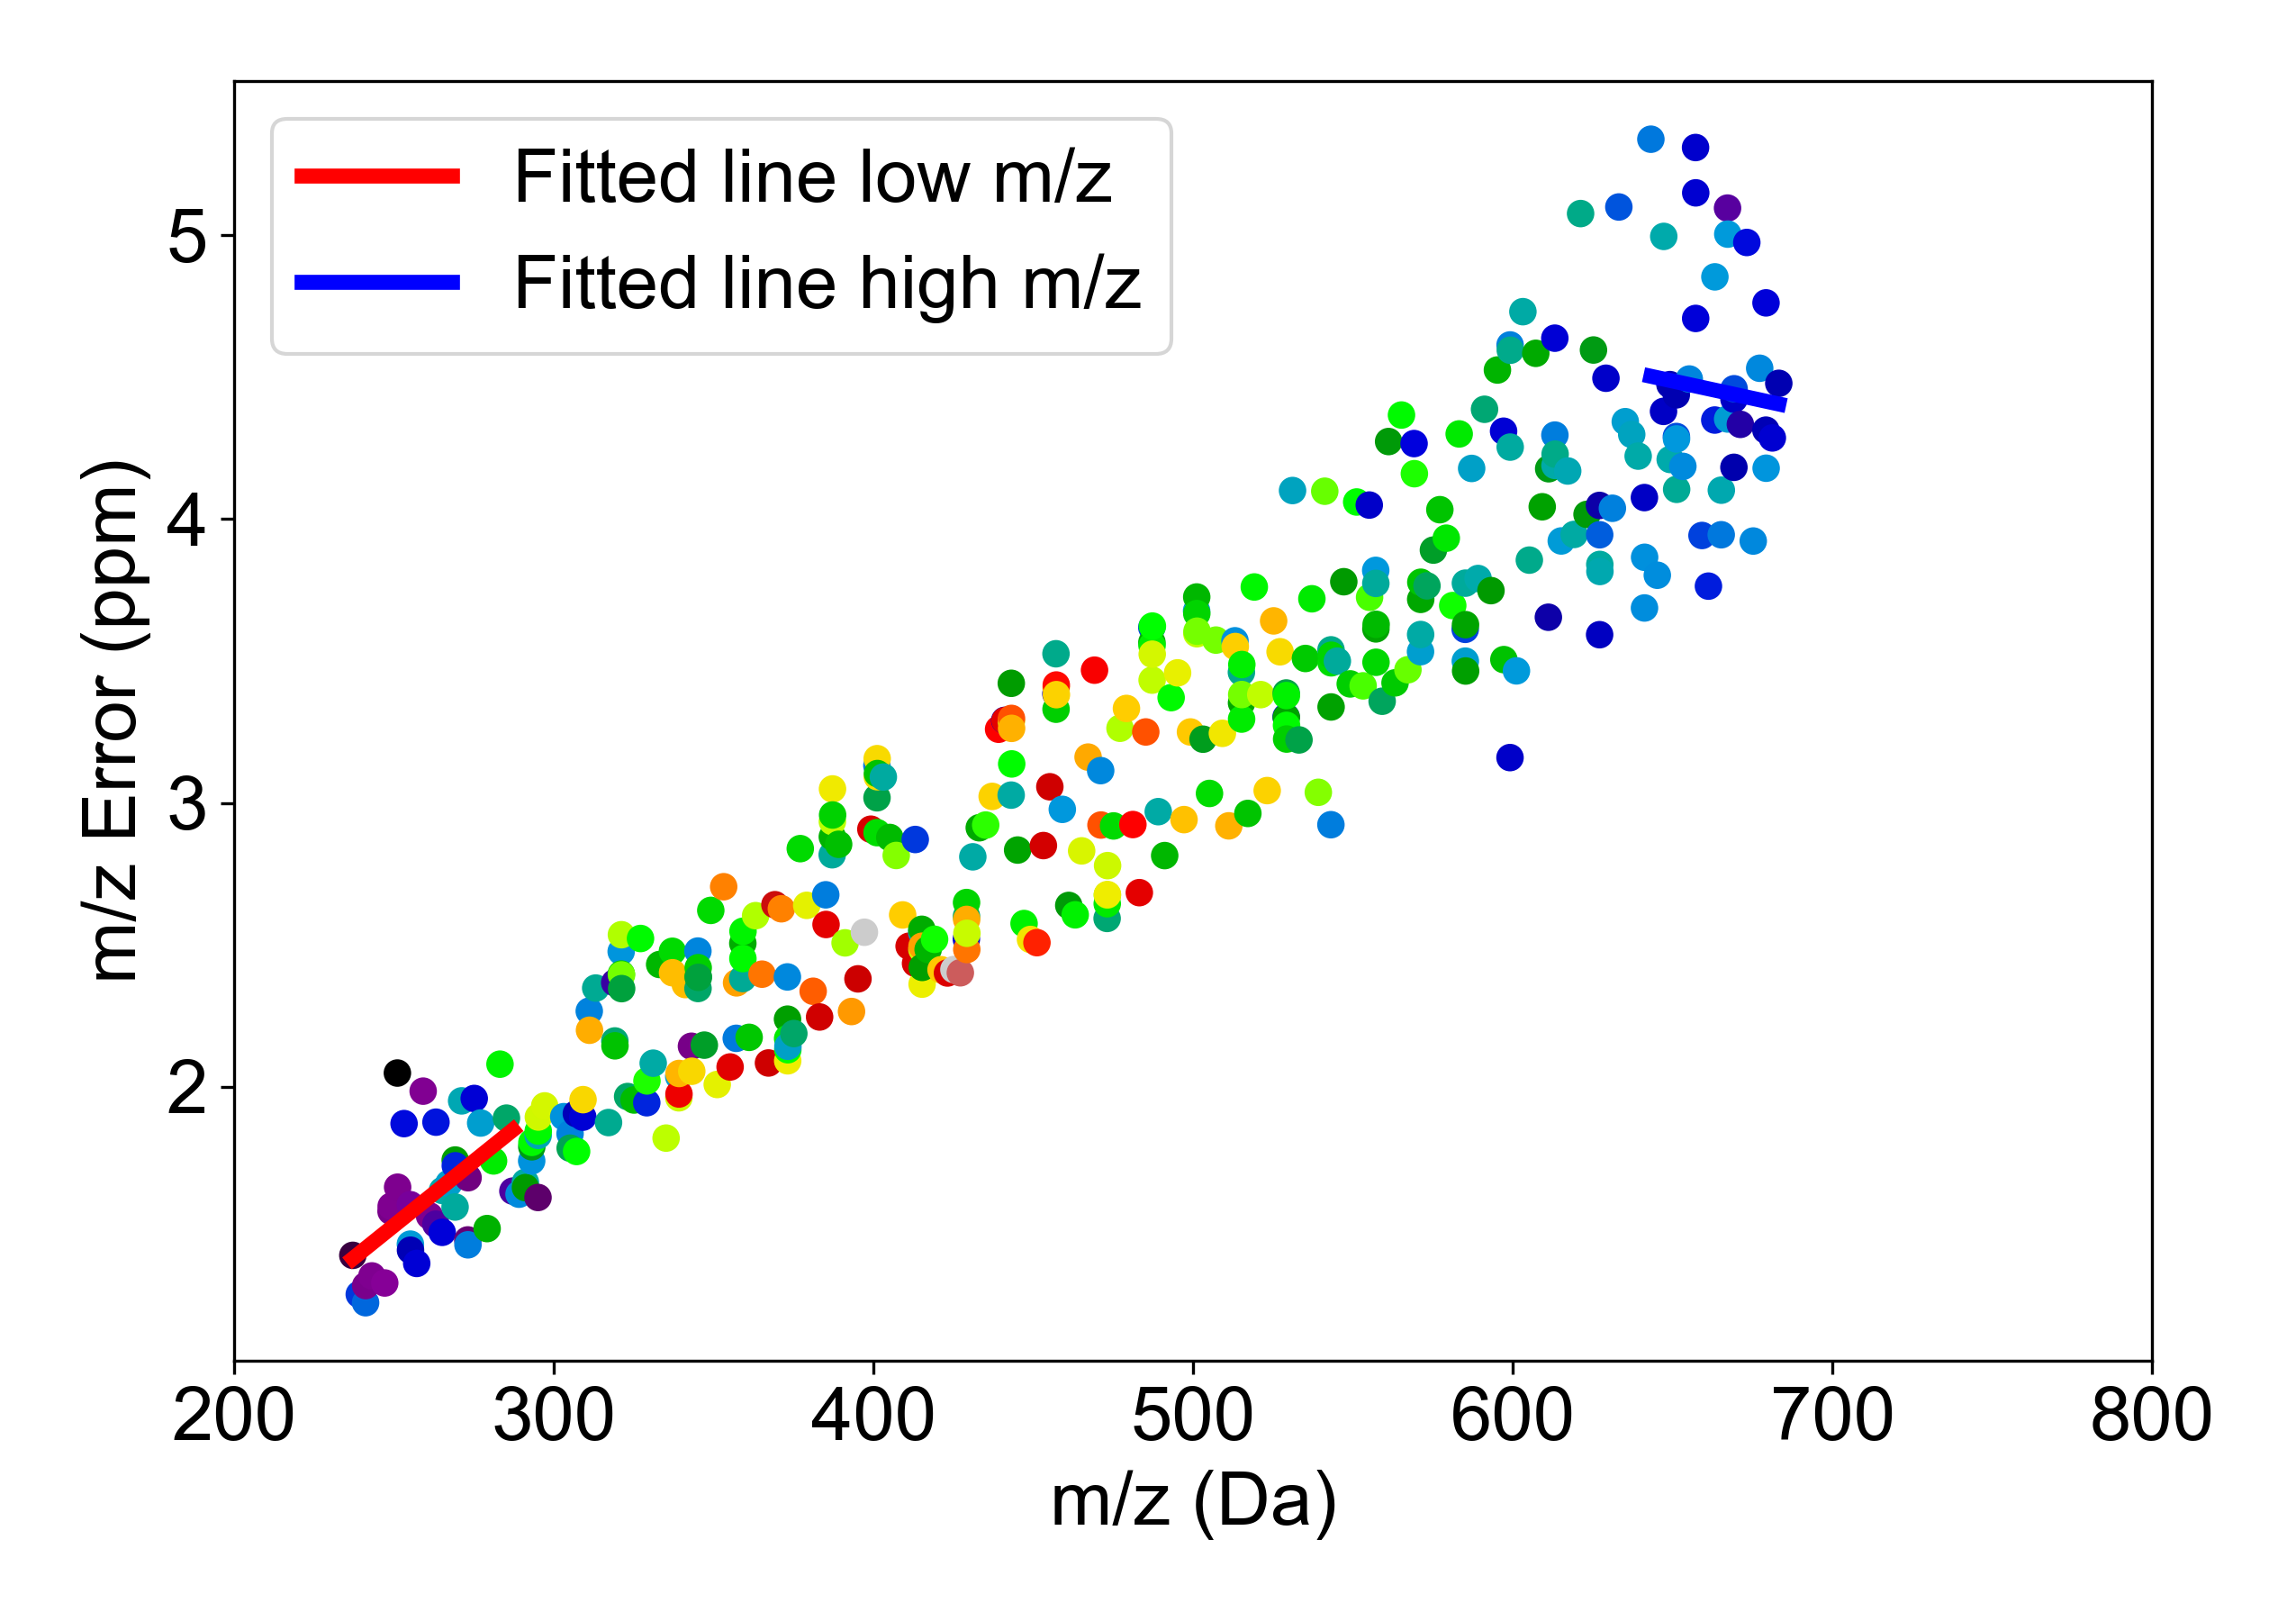 Fitted line low m/z
Fitted line high m/z
m/z Error (ppm)
5
4
3
2
200 300 400 500 600 700 800
m/z (Da)